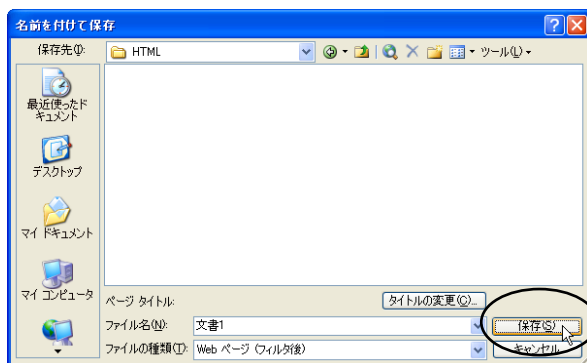 名前を付けて保存
保存先(I):
HTML
ツール(L)
最近使ったド
キュメント
デスクトップ
マイ ドキュメント
マイ コンピュータ
ページ タイトル:
タイトルの変更(C)...
ファイル名(N):
文書1
保存(S)
ファイルの種類(T):
Web ページ (フィルタ後)
キャンセル